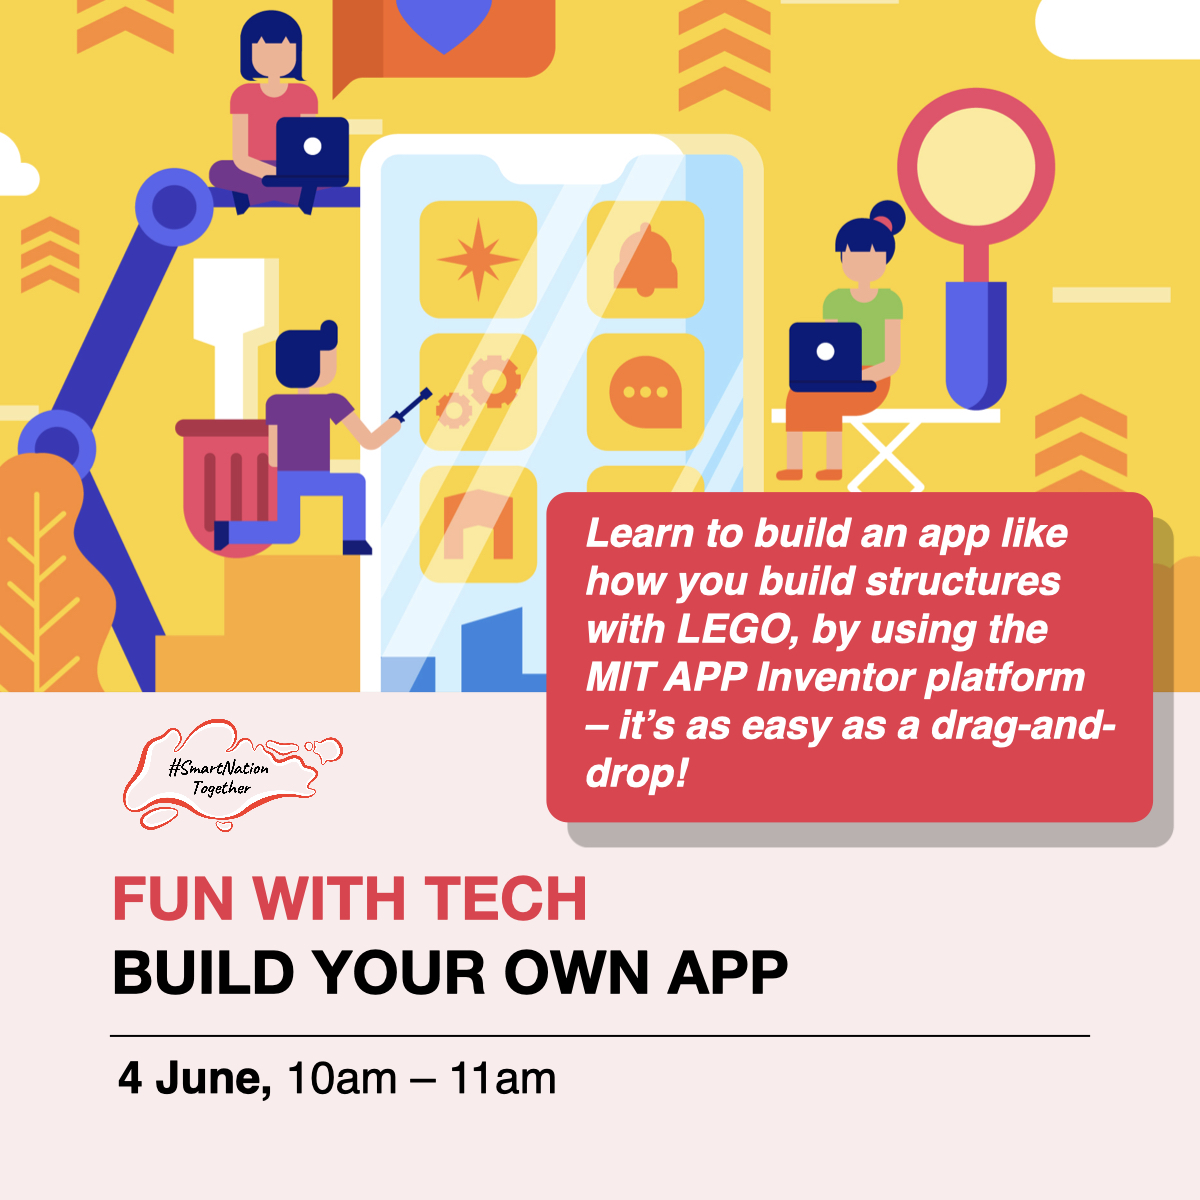 Learn to build an app like
how you build structures
with LEGO, by using the
MIT APP Inventor platform
– it’s as easy as a drag-and-
drop!
#SmartNation
Together
FUN WITH TECH
BUILD YOUR OWN APP
4 June, 10am – 11am